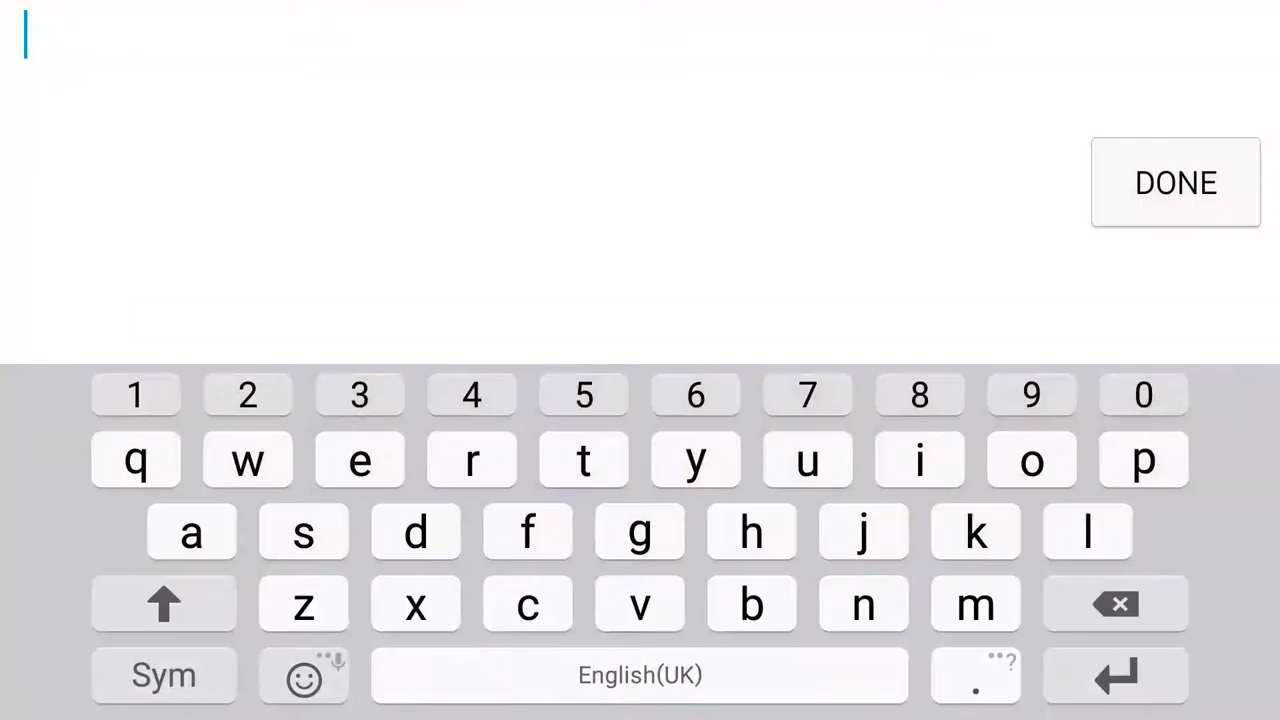 DONE
1 2 3 4 5 6 7 8 9 0
q w e r t y u i o p
a s d f g h j k l
z x c v b n m
Sym English(UK) . ?